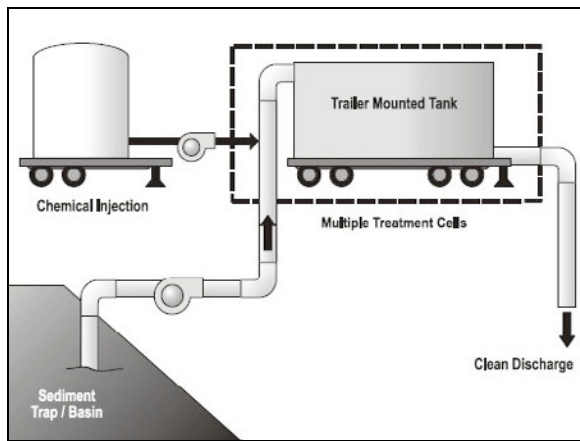 Trailer Mounted Tank
Chemical Injection
Multiple Treatment Cells
Clean Discharge
Sediment
Trap / Basin